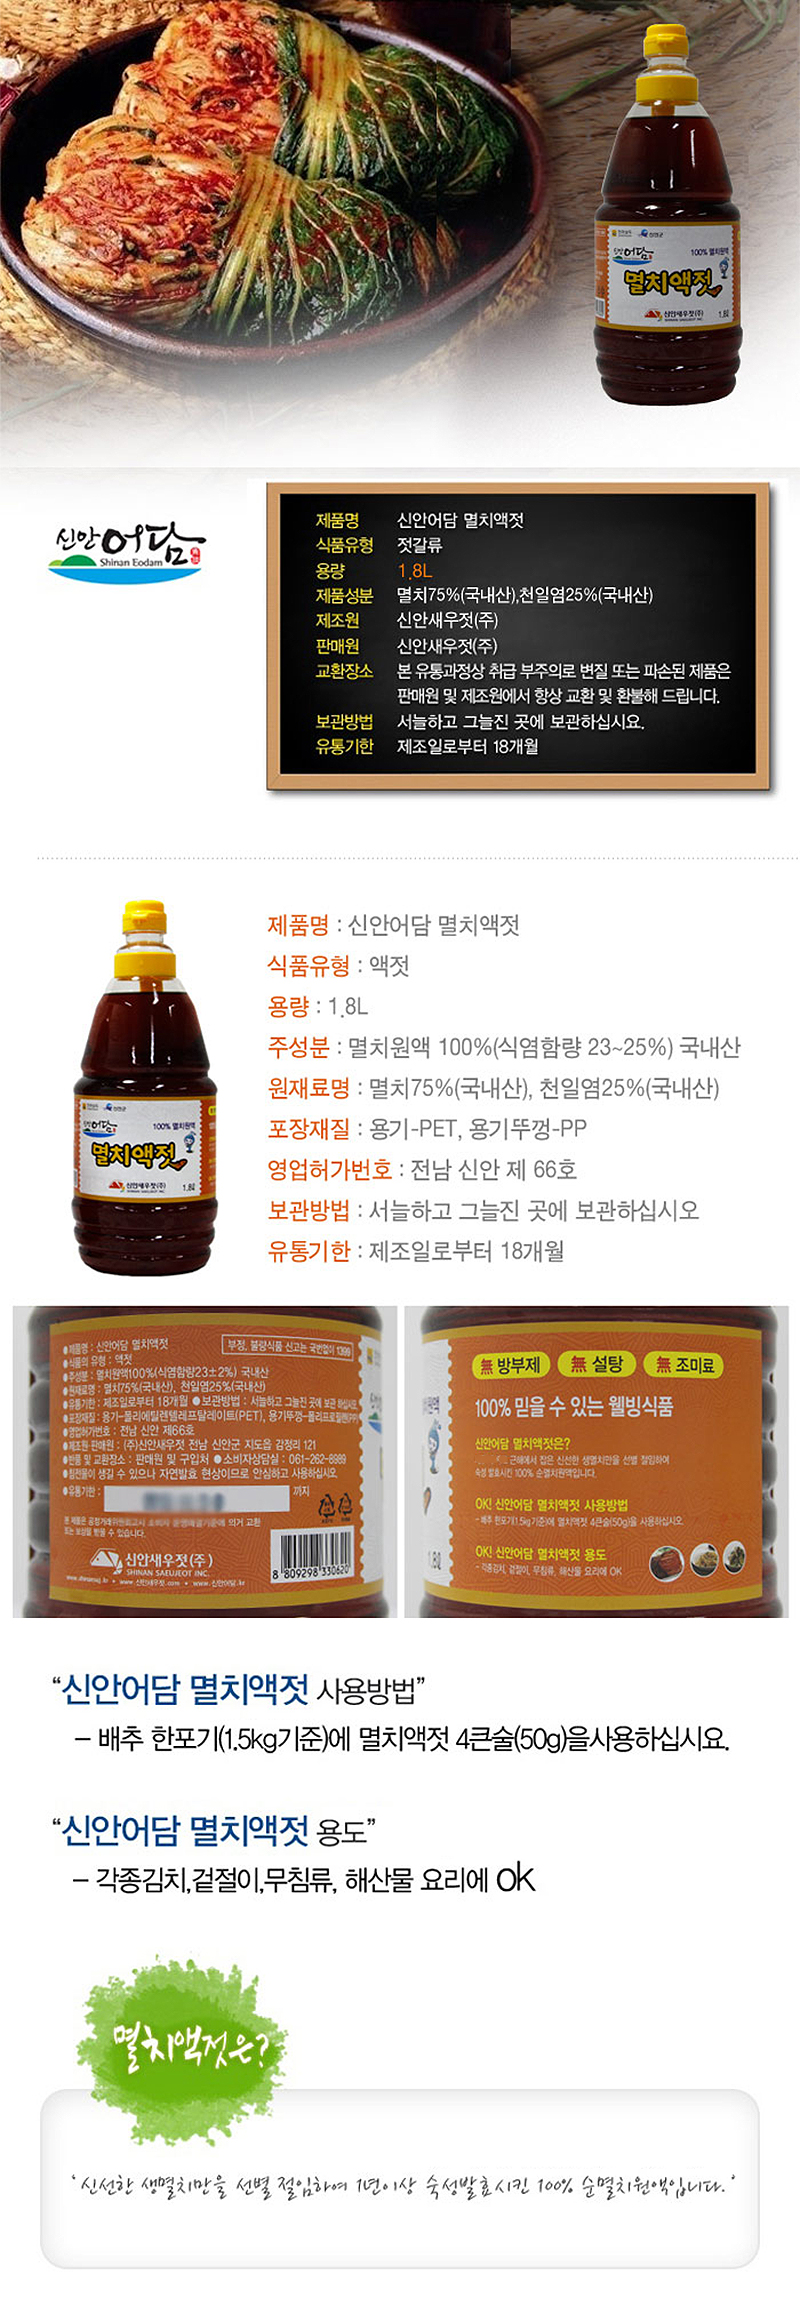 신안어담
100% 멸치원액
멸치액젓
신안새우젓(주)
SHINAN SAEUJEOT INC.
1.8ℓ
신안어담
Shinan Eodam
제품명 신안어담 멸치액젓
식품유형 젓갈류
용량 1.8L
제품성분 멸치75%(국내산),천일염25%(국내산)
제조원 신안새우젓(주)
판매원 신안새우젓(주)
교환장소 본 유통과정상 취급 부주의로 변질 또는 파손된 제품은
판매원 및 제조원에서 항상 교환 및 환불해 드립니다.
보관방법 서늘하고 그늘진 곳에 보관하십시요.
유통기한 제조일로부터 18개월
100% 멸치원액
멸치액젓
신안새우젓(주)
SHINAN SAEUJEOT INC.
1.8ℓ
제품명 : 신안어담 멸치액젓
식품유형 : 액젓
용량 : 1.8L
주성분 : 멸치원액 100%(식염함량 23~25%) 국내산
원재료명 : 멸치75%(국내산), 천일염25%(국내산)
포장재질 : 용기-PET, 용기뚜껑-PP
영업허가번호 : 전남 신안 제 66호
보관방법 : 서늘하고 그늘진 곳에 보관하십시오
유통기한 : 제조일로부터 18개월
부정, 불량식품 신고는 국번없이 1399
●제품명 : 신안어담 멸치액젓
●식품의 유형 : 액젓
●주성분 : 멸치원액100%(식염함량23±2%) 국내산
●원재료명 : 멸치75%(국내산), 천일염25%(국내산)
●유통기한 : 제조일로부터 18개월 ●보관방법 : 서늘하고 그늘진 곳에 보관 하십시오
●포장재질 : 용기-폴리에틸렌텔레프탈레이트(PET), 용기뚜껑-폴리프로필렌(PP)
●영업허가번호 : 전남 신안 제66호
●제조원·판매원 : (주)신안새우젓 전남 신안군 지도읍 감정리 121
●반품 및 교환장소 : 판매원 및 구입처 ●소비자상담실 : 061-262-8989
●침전물이 생길 수 있으나 자연발효 현상이므로 안심하고 사용하십시오
●유통기한 : 까지
의거 교환
또는 보상을 받을 수 있습니다.
신안새우젓(주)
SHINAN SAEUJEOT INC.
8 809298 330620
無 방부제 無 설탕 無 조미료
100% 믿을 수 있는 웰빙식품
신안어담 멸치액젓은?
근해에서 잡은 신선한 생멸치만을 선별 절임하여
숙성 발효시킨 100% 순멸치원액입니다.
OK! 신안어담 멸치액젓 사용방법
- 배추 한포기(1.5kg기준)에 멸치액젓 4큰술(50g)을 사용하십시오.
OK! 신안어담 멸치액젓 용도
- 각종김치, 겉절이, 무침류, 해산물 요리에 OK
1.8ℓ
“신안어담 멸치액젓 사용방법”
- 배추 한포기(1.5kg기준)에 멸치액젓 4큰술(50g)을사용하십시요.
“신안어담 멸치액젓 용도”
- 각종김치,겉절이,무침류, 해산물 요리에 ok
멸치액젓은?
‘신선한 생멸치만을 선별 절임하여 1년이상 숙성발효시킨 100% 순멸치원액입니다.’